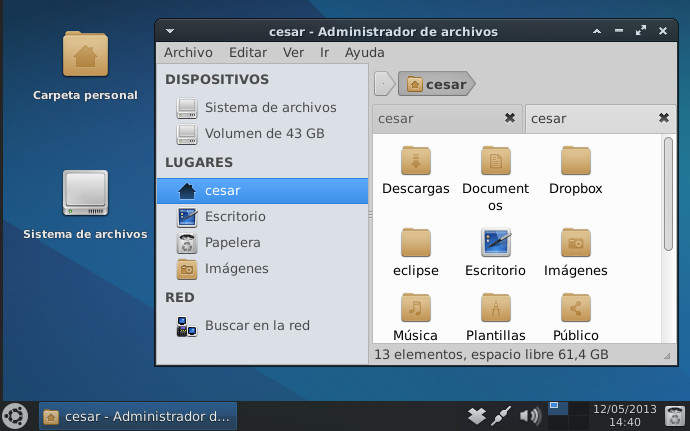 Carpeta personal
Sistema de archivos
cesar - Administrador de archivos
Archivo Editar Ver Ir Ayuda
DISPOSITIVOS
Sistema de archivos
Volumen de 43 GB
LUGARES
cesar
Escritorio
Papelera
Imágenes
RED
Buscar en la red
cesar
cesar
cesar
Descargas
Document
os
Dropbox
eclipse
Escritorio
Imágenes
Música
Plantillas
Público
13 elementos, espacio libre 61,4 GB
cesar - Administrador d...
12/05/2013
14:40